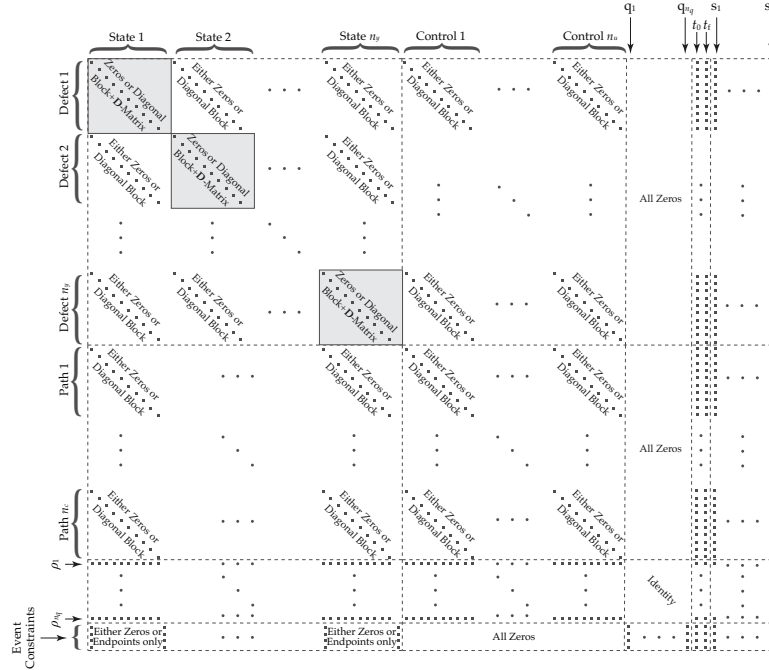 q1 qnq s1 s
t0 tf
State 1 State 2 State ny Control 1 Control nu
Defect 1
Zeros or Diagonal
Block+D-Matrix
Either Zeros or
Diagonal Block
Either Zeros or
Diagonal Block
Either Zeros or
Diagonal Block
Either Zeros or
Diagonal Block
Defect 2
Either Zeros or
Diagonal Block
Zeros or Diagonal
Block+D-Matrix
Either Zeros or
Diagonal Block
All Zeros
Defect ny
Either Zeros or
Diagonal Block
Either Zeros or
Diagonal Block
Zeros or Diagonal
Block+D-Matrix
Either Zeros or
Diagonal Block
Either Zeros or
Diagonal Block
Path 1
Either Zeros or
Diagonal Block
Either Zeros or
Diagonal Block
Either Zeros or
Diagonal Block
Either Zeros or
Diagonal Block
All Zeros
Path nc
Either Zeros or
Diagonal Block
Either Zeros or
Diagonal Block
Either Zeros or
Diagonal Block
Either Zeros or
Diagonal Block
ρ1
Identity
ρnq
Event
Constraints
Either Zeros or
Endpoints only
Either Zeros or
Endpoints only
All Zeros